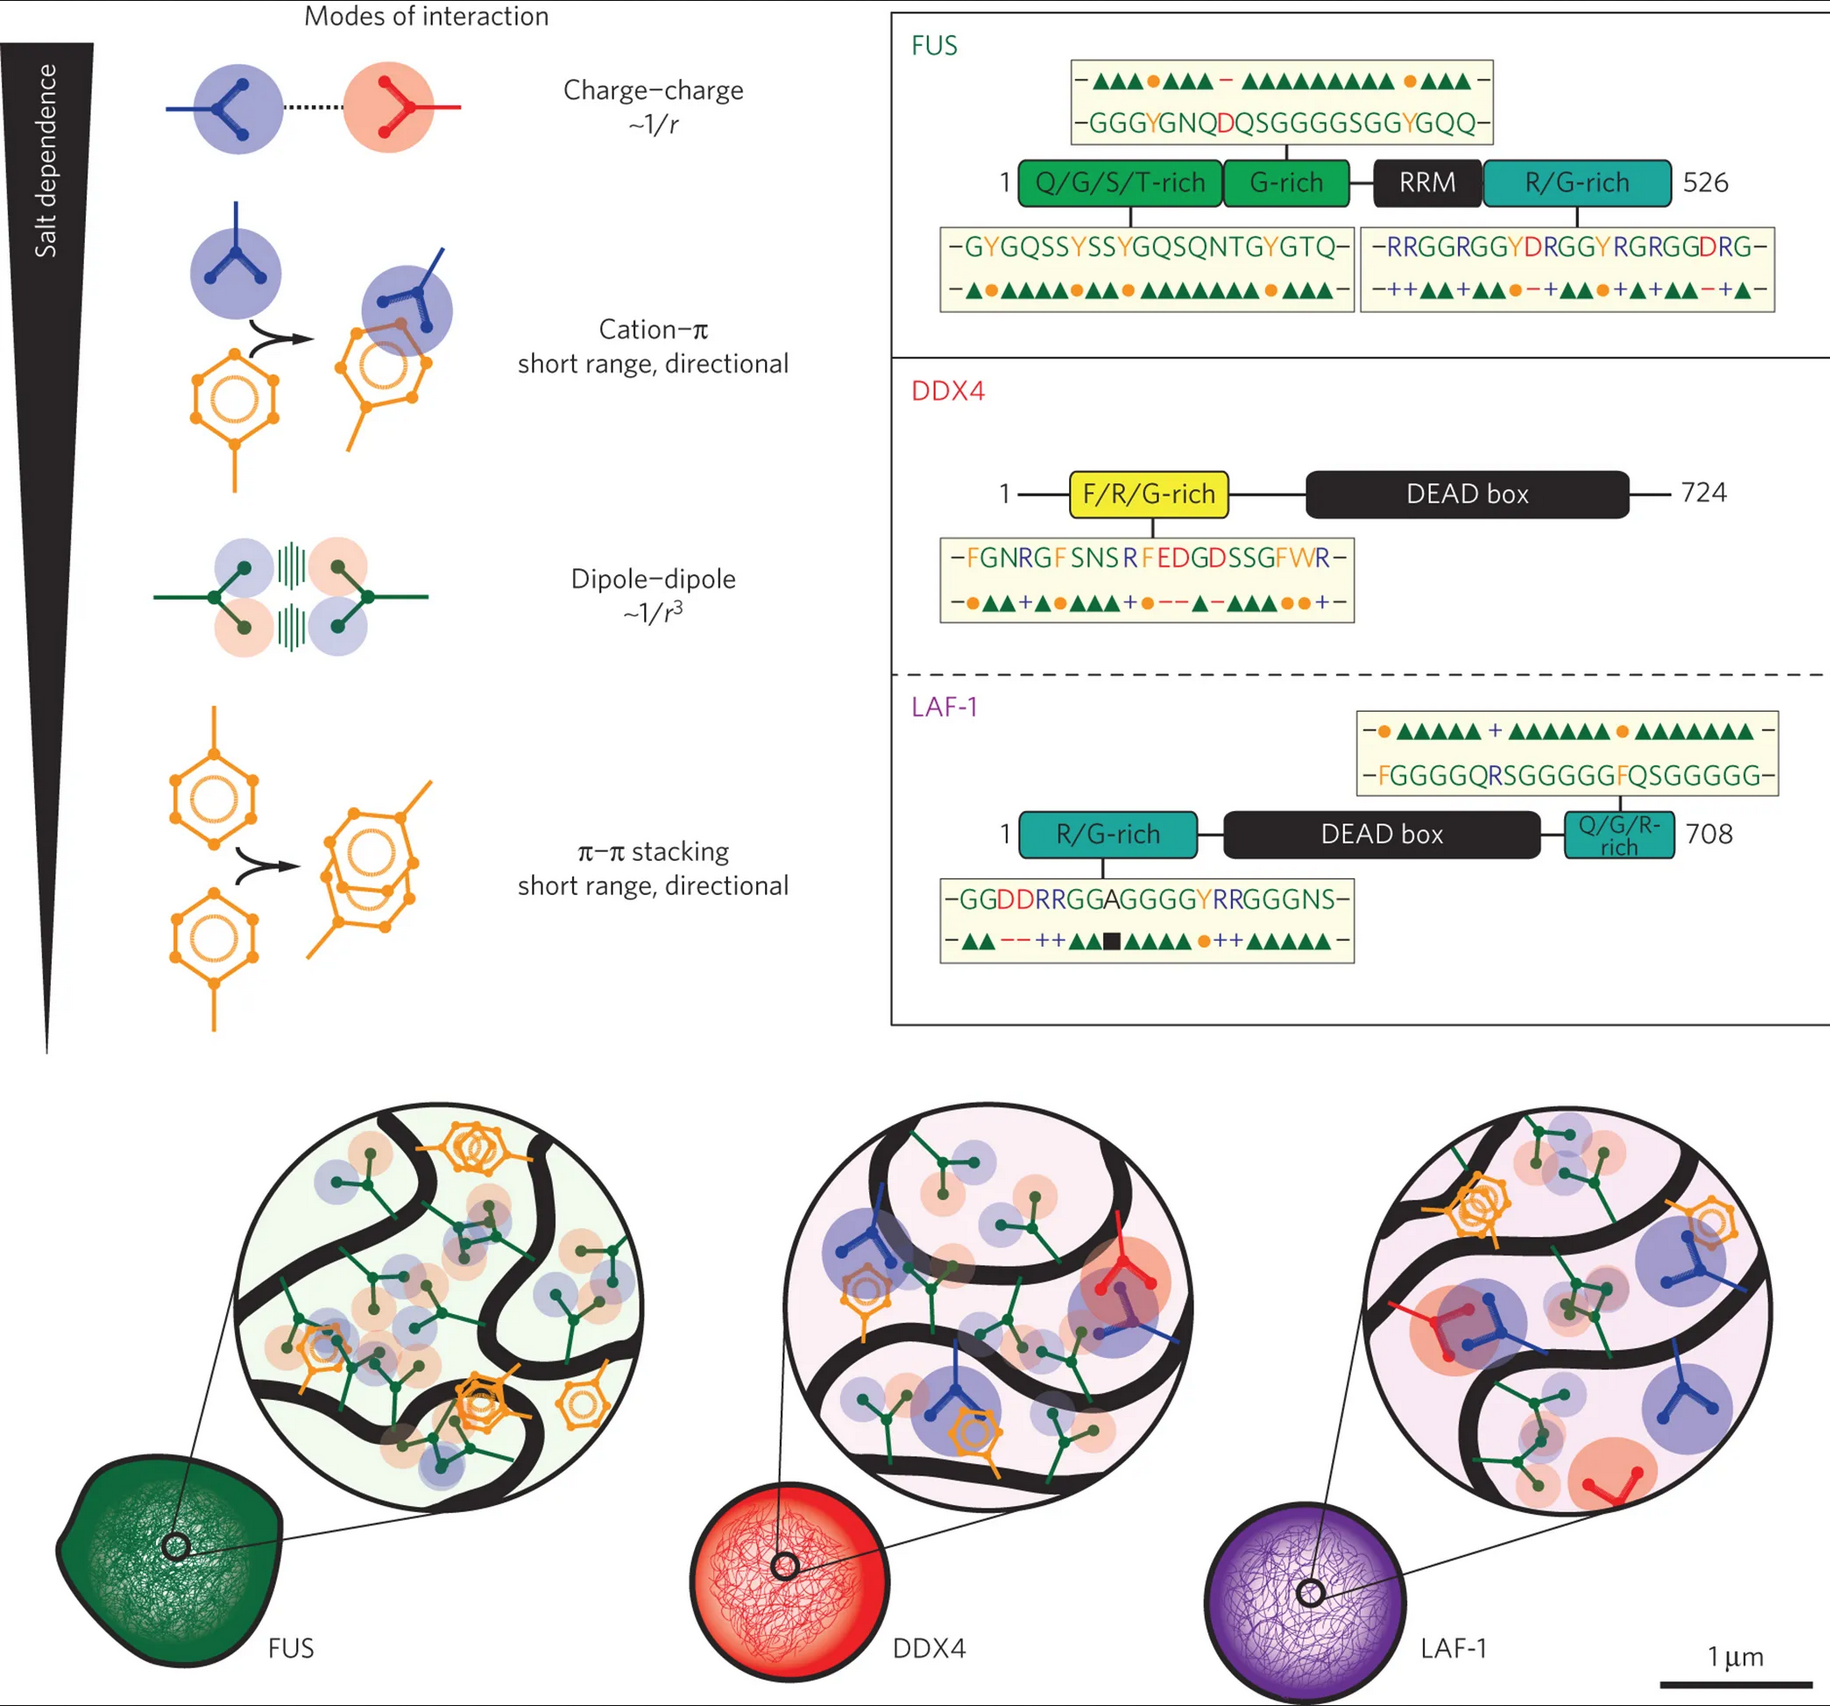 Modes of interaction
Salt dependence
Charge–charge
~1/r
Cation–π
short range, directional
Dipole–dipole
~1/r³
π–π stacking
short range, directional
FUS
–GGGYGNQDQSGGGGSGGYGQQ–
1 Q/G/S/T-rich G-rich RRM R/G-rich 526
–GYGQSSYSSYGQSQNTGYGTQ– –RRGGRGGYDRGGYRGRGGDRG–
–++ + – + + + – + –
DDX4
1 F/R/G-rich DEAD box 724
–FGNRGFSNSRFEDGDSSGFWR–
– + + – – – + –
LAF-1
– + –
–FGGGGQRSGGGGGFQSGGGGG–
1 R/G-rich DEAD box Q/G/R- 708
rich
–GGDDRRGGAGGGGYRRGGGNS–
– – – ++ ++ –
FUS
DDX4
LAF-1
1 μm